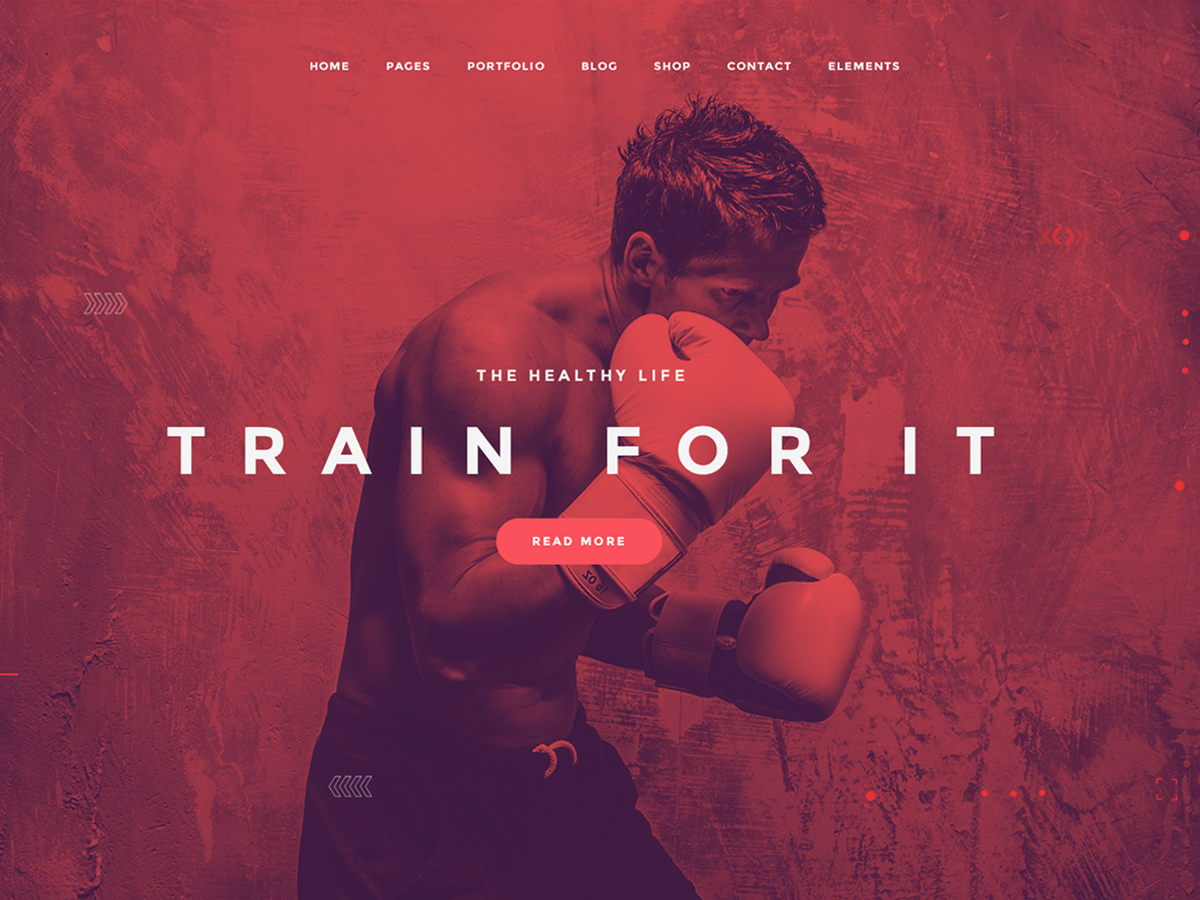 HOME PAGES PORTFOLIO BLOG SHOP CONTACT ELEMENTS
THE HEALTHY LIFE
TRAIN FOR IT
READ MORE